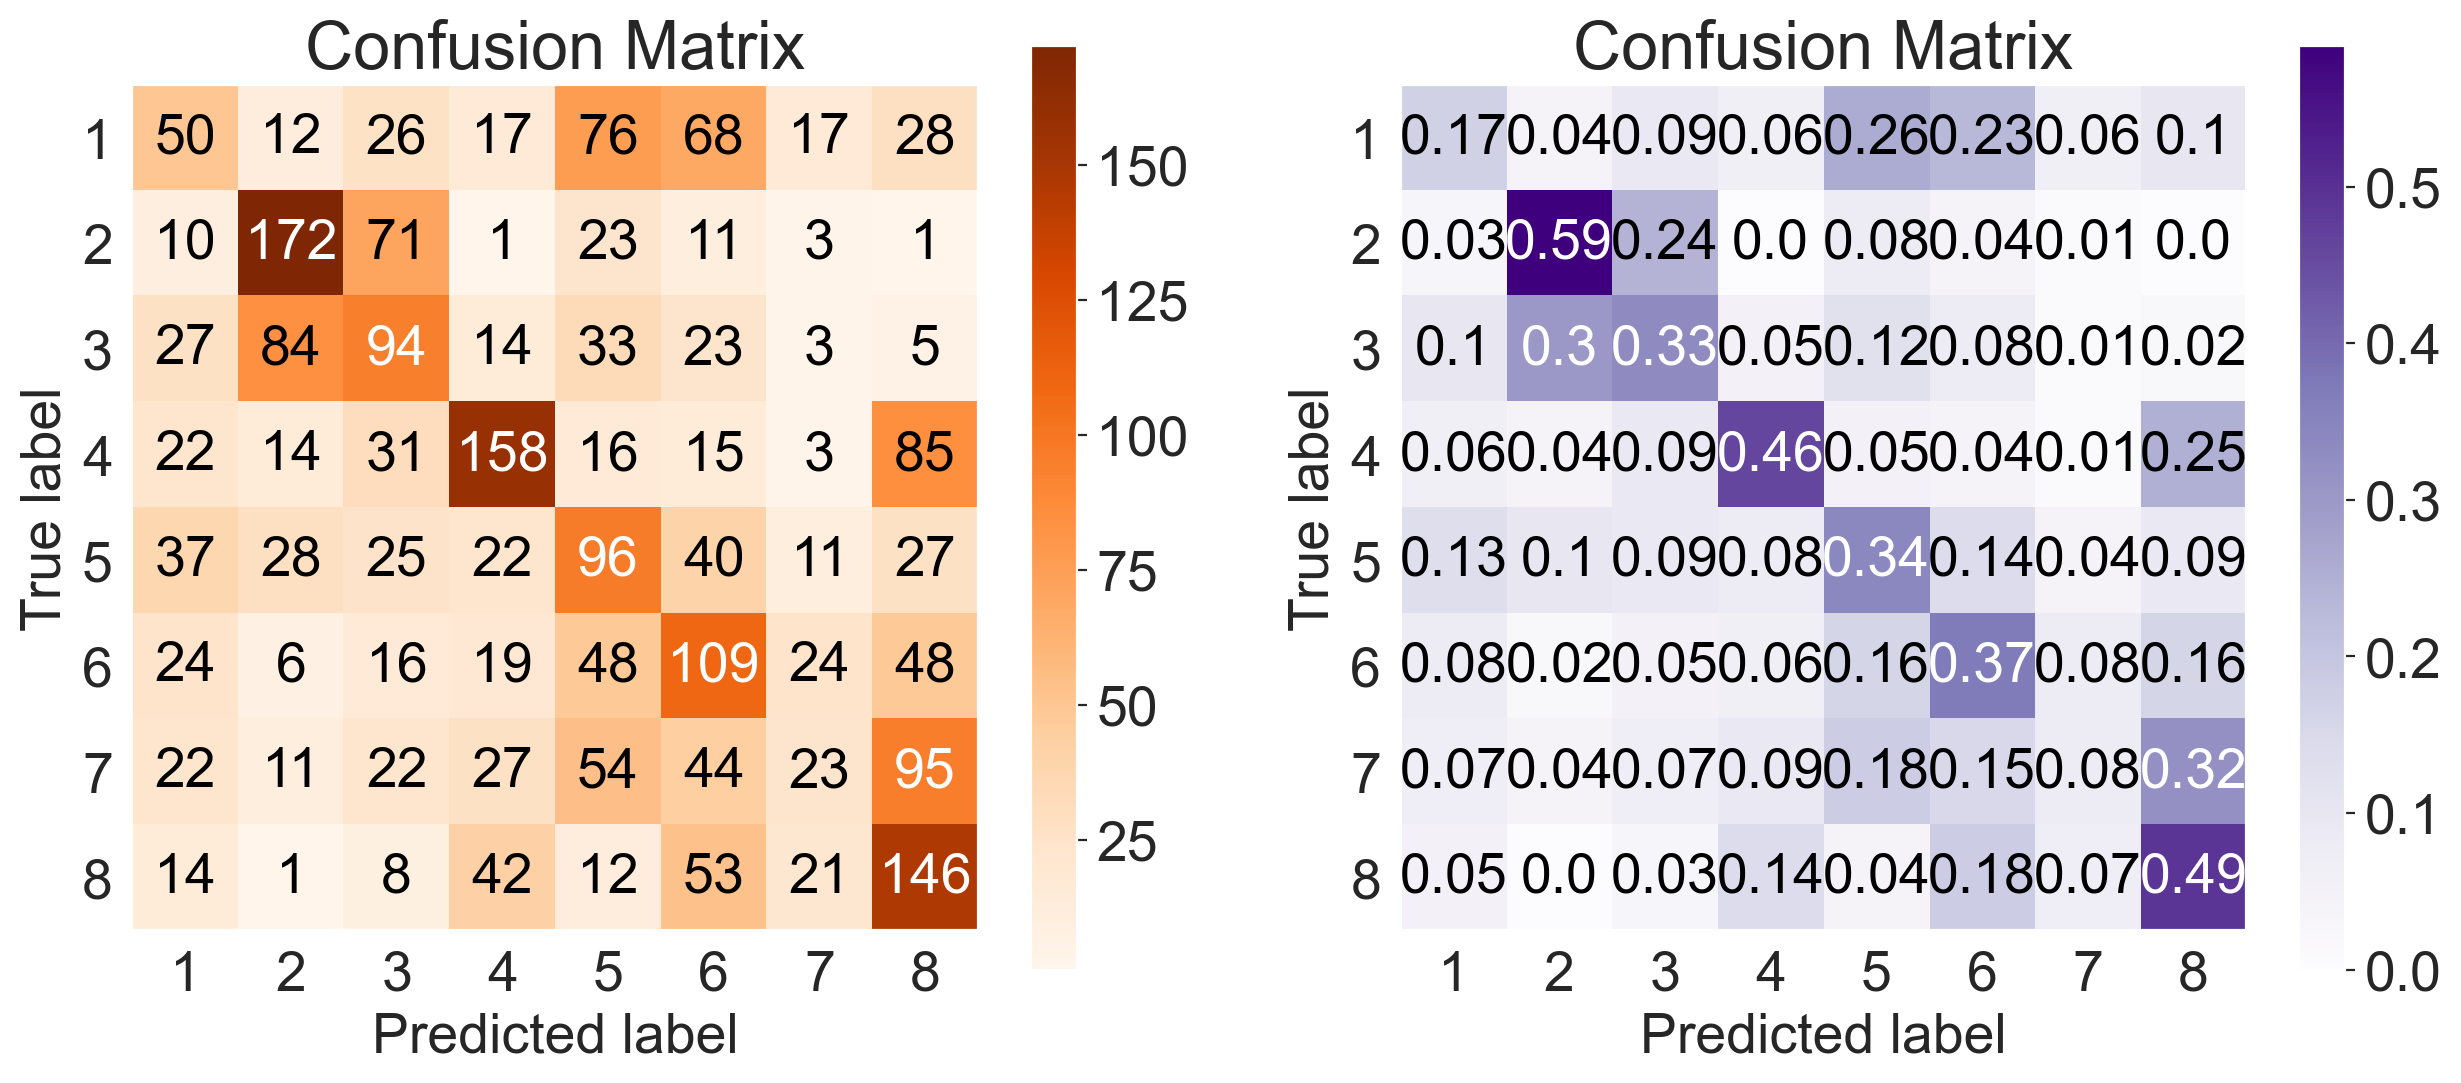 Confusion Matrix
1 50 12 26 17 76 68 17 28
2 10 172 71 1 23 11 3 1
3 27 84 94 14 33 23 3 5
4 22 14 31 158 16 15 3 85
5 37 28 25 22 96 40 11 27
6 24 6 16 19 48 109 24 48
7 22 11 22 27 54 44 23 95
8 14 1 8 42 12 53 21 146
1 2 3 4 5 6 7 8
Predicted label
True label
150
125
100
75
50
25
Confusion Matrix
1 0.17 0.04 0.09 0.06 0.26 0.23 0.06 0.1
2 0.03 0.59 0.24 0.0 0.08 0.04 0.01 0.0
3 0.1 0.3 0.33 0.05 0.12 0.08 0.01 0.02
4 0.06 0.04 0.09 0.46 0.05 0.04 0.01 0.25
5 0.13 0.1 0.09 0.08 0.34 0.14 0.04 0.09
6 0.08 0.02 0.05 0.06 0.16 0.37 0.08 0.16
7 0.07 0.04 0.07 0.09 0.18 0.15 0.08 0.32
8 0.05 0.0 0.03 0.14 0.04 0.18 0.07 0.49
1 2 3 4 5 6 7 8
Predicted label
True label
0.5
0.4
0.3
0.2
0.1
0.0